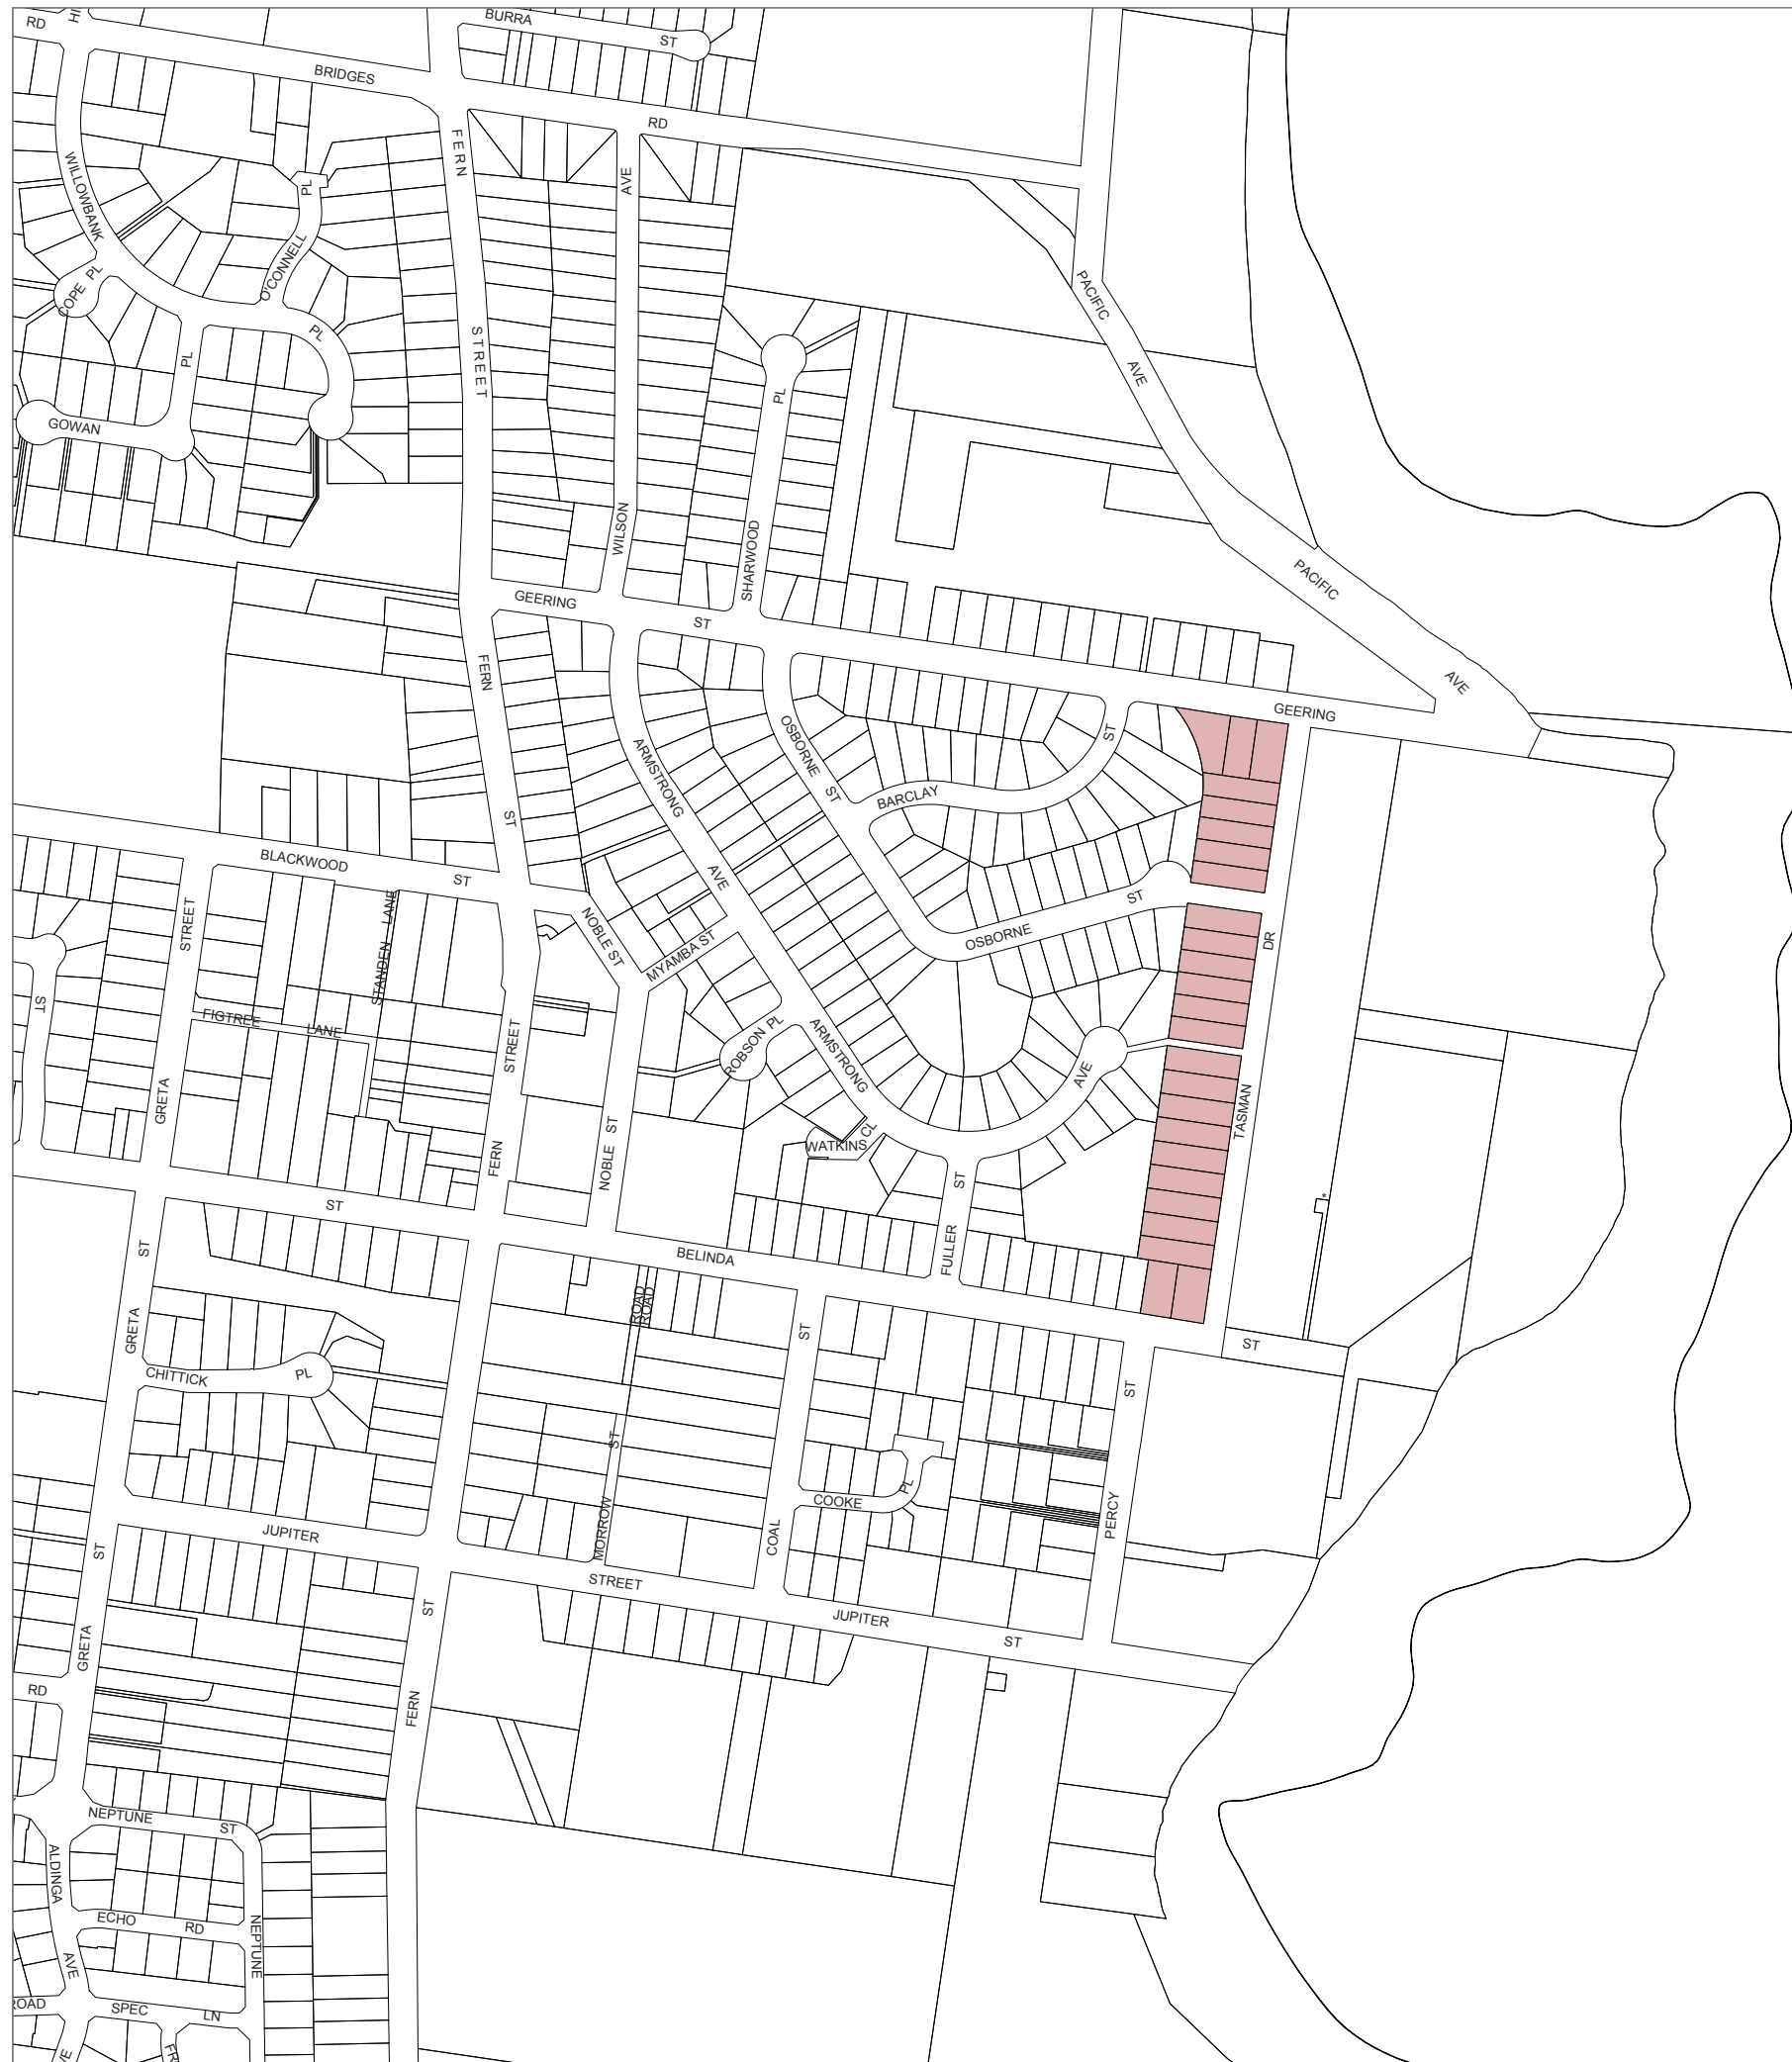 RD
HI
BURRA
ST
BRIDGES
RD
FERN
AVE
WILLOWBANK
PL
O'CONNELL
COPE PL
PACIFIC
PL
PL
STREET
AVE
PL
GOWAN
WILSON
SHARWOOD
PACIFIC
GEERING
ST
FERN
AVE
GEERING
ST
OSBORNE ST
ARMSTRONG
BARCLAY
ST
BLACKWOOD
ST
AVE
ST
STANDEN LANE
STREET
NOBLE ST
OSBORNE
DR
MYAMBA ST
ST
FIGTREE LANE
STREET
ROBSON PL
ARMSTRONG
AVE
GRETA
TASMAN
NOBLE ST
WATKINS CL
FERN
ST
ST
FULLER
ST
BELINDA
ROAD
ROAD
GRETA
ST
ST
CHITTICK
PL
ST
ST
COOKE
PL
MORROW
COAL
PERCY
JUPITER
ST
STREET
ST
JUPITER
ST
GRETA
RD
FERN
NEPTUNE
ST
ALDINGA
ECHO
RD
NEPTUNE
AVE
OAD
SPEC
LN
FR
VE